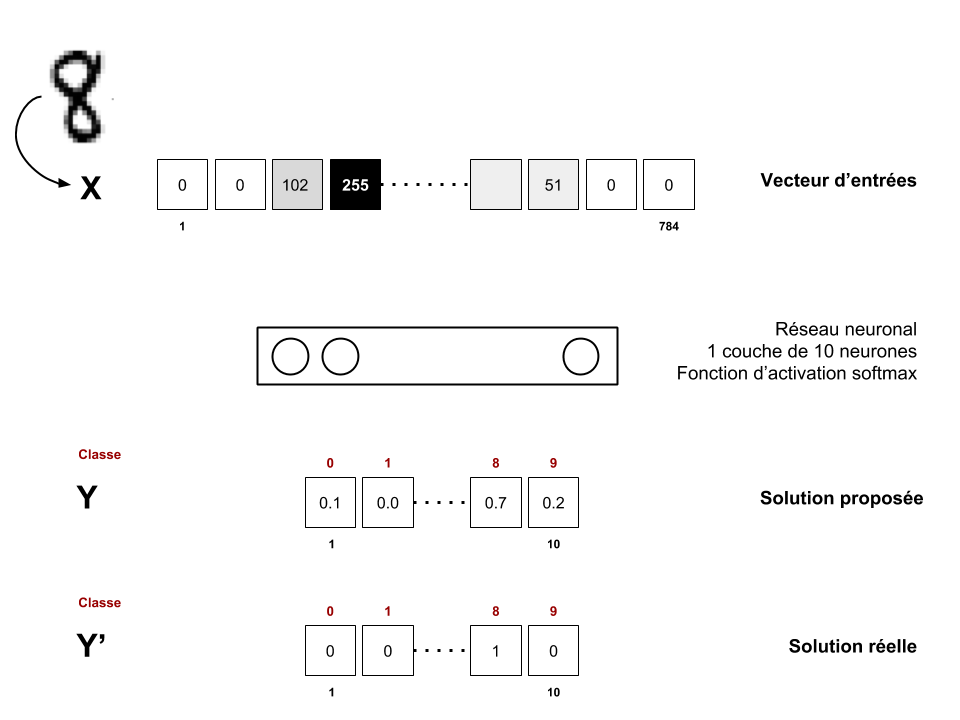 X
0 0 102 255 ........ 51 0 0
Vecteur d’entrées
1 784
Réseau neuronal
1 couche de 10 neurones
Fonction d’activation softmax
Classe
0 1 8 9
Y
0.1 0.0 ..... 0.7 0.2
Solution proposée
1 10
Classe
0 1 8 9
Y’
0 0 ..... 1 0
Solution réelle
1 10